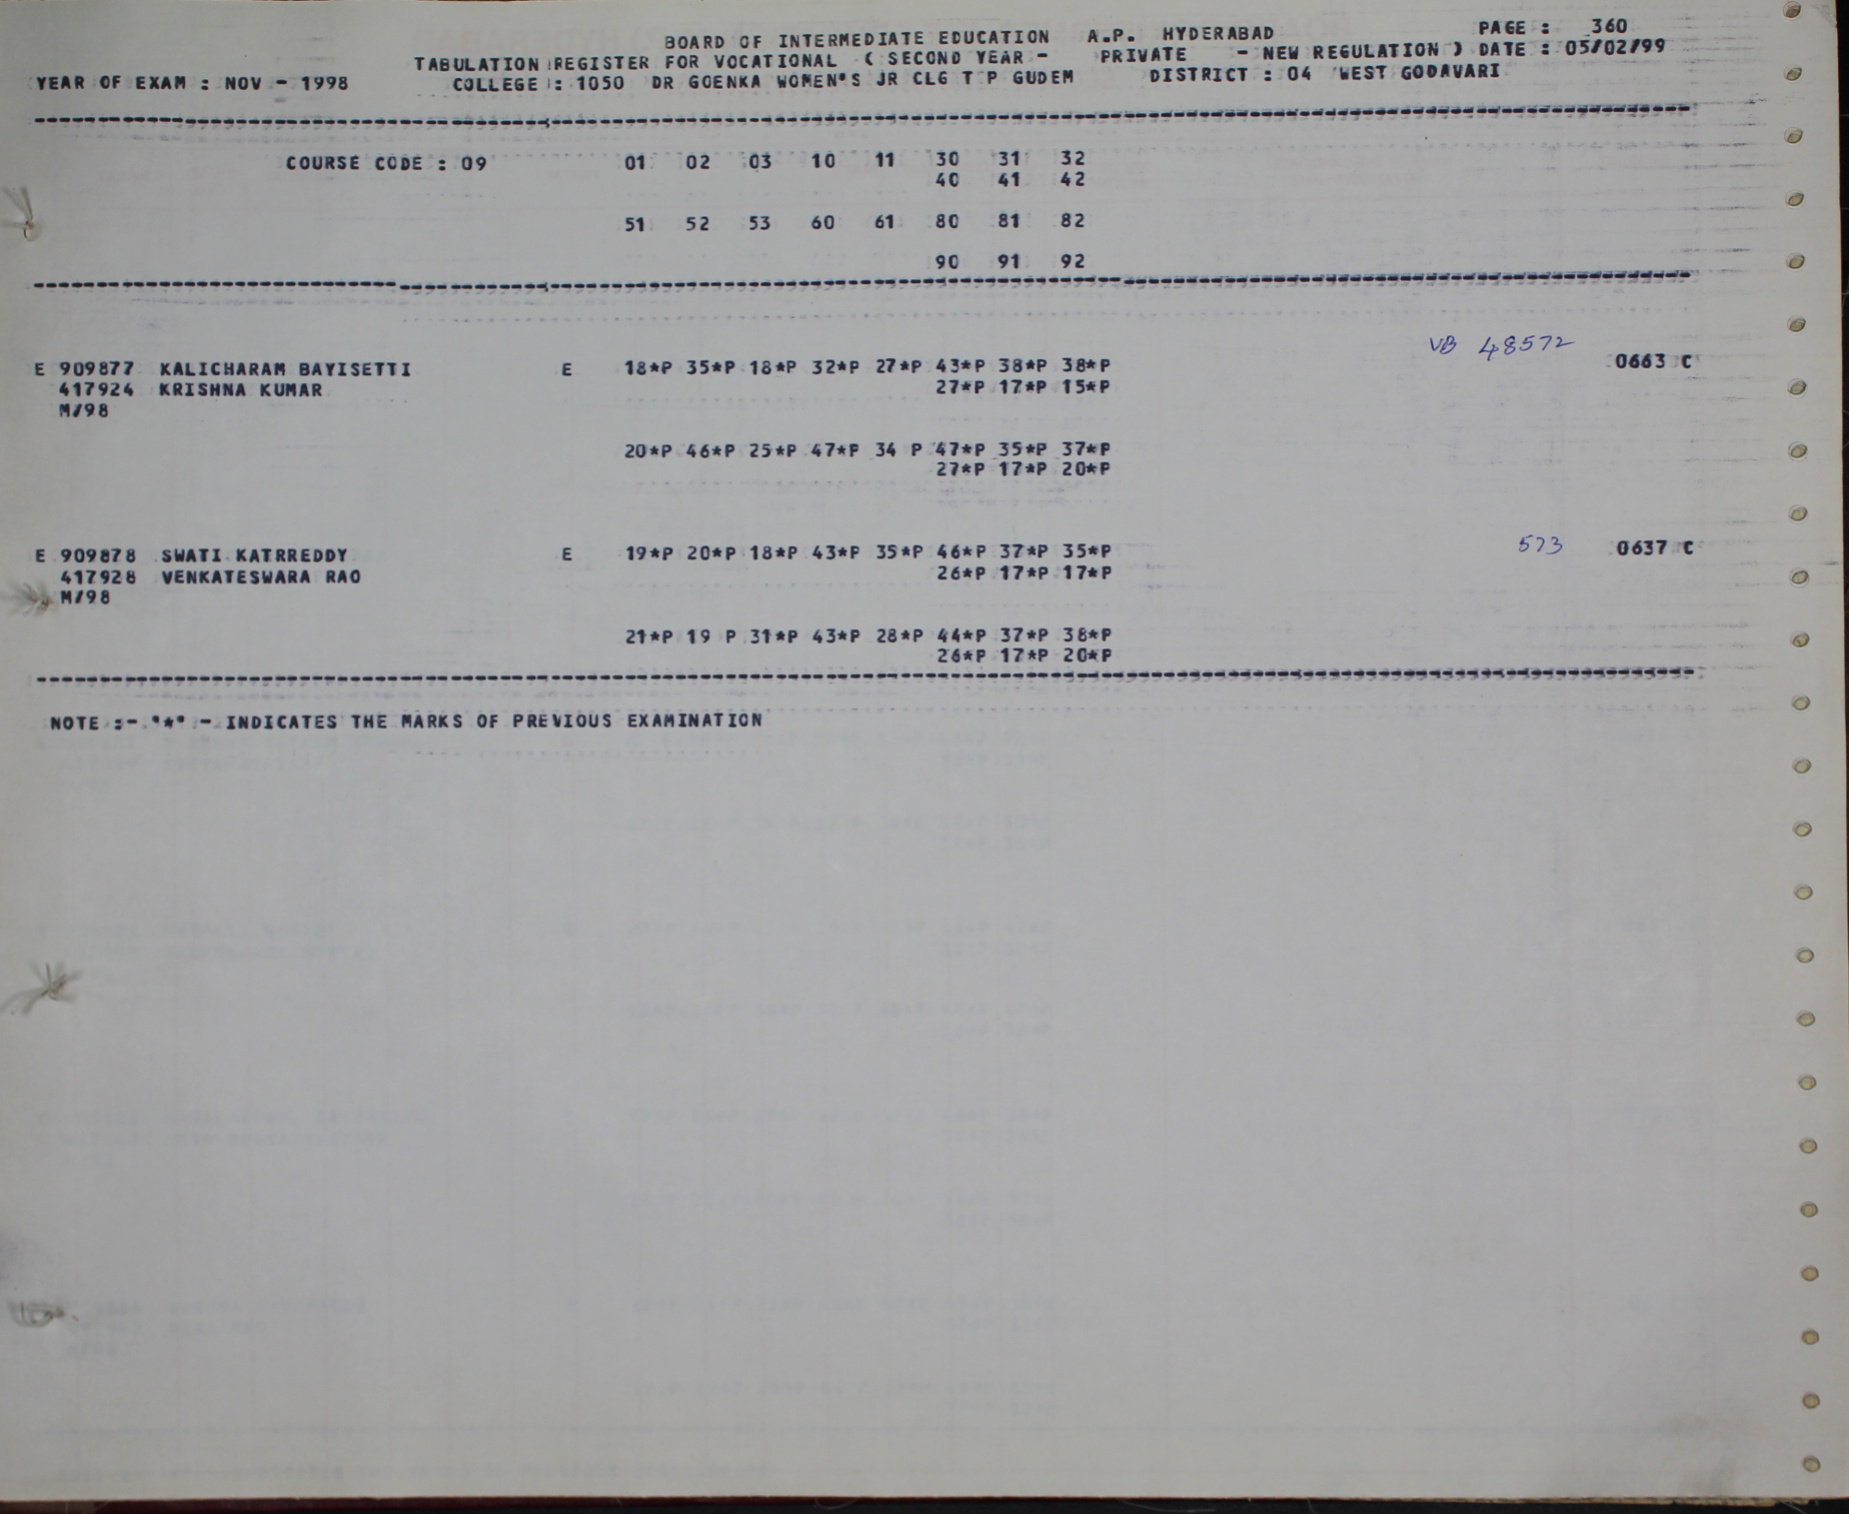 BOARD OF INTERMEDIATE EDUCATION A.P. HYDERABAD PAGE : 360
TABULATION REGISTER FOR VOCATIONAL ( SECOND YEAR - PRIVATE - NEW REGULATION ) DATE : 05/02/99
YEAR OF EXAM : NOV - 1998 COLLEGE : 1050 DR GOENKA WOMEN'S JR CLG T P GUDEM DISTRICT : 04 WEST GODAVARI
COURSE CODE : 09 01 02 03 10 11 30 31 32
40 41 42
51 52 53 60 61 80 81 82
90 91 92
VB 48572
E 909877 KALICHARAM BAYISETTI E 18*P 35*P 18*P 32*P 27*P 43*P 38*P 38*P 0663 C
417924 KRISHNA KUMAR 27*P 17*P 15*P
M/98
20*P 46*P 25*P 47*P 34 P 47*P 35*P 37*P
27*P 17*P 20*P
E 909878 SWATI KATRREDDY E 19*P 20*P 18*P 43*P 35*P 46*P 37*P 35*P 573 0637 C
417928 VENKATESWARA RAO 26*P 17*P 17*P
M/98
21*P 19 P 31*P 43*P 28*P 44*P 37*P 38*P
26*P 17*P 20*P
NOTE :- "*" - INDICATES THE MARKS OF PREVIOUS EXAMINATION